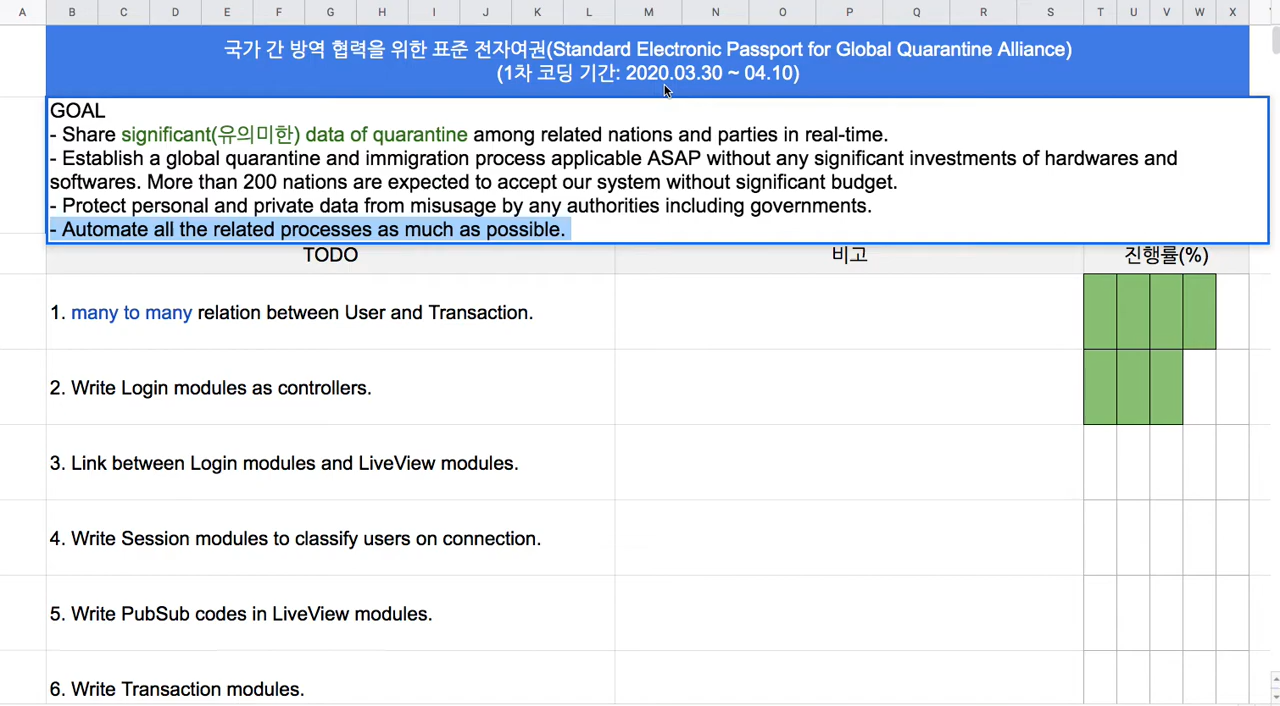 A B C D E F G H I J K L M N O P Q R S T U V W X
국가 간 방역 협력을 위한 표준 전자여권(Standard Electronic Passport for Global Quarantine Alliance)
(1차 코딩 기간: 2020.03.30 ~ 04.10)
GOAL
- Share significant(유의미한) data of quarantine among related nations and parties in real-time.
- Establish a global quarantine and immigration process applicable ASAP without any significant investments of hardwares and
softwares. More than 200 nations are expected to accept our system without significant budget.
- Protect personal and private data from misusage by any authorities including governments.
- Automate all the related processes as much as possible.
TODO 비고 진행률(%)
1. many to many relation between User and Transaction.
2. Write Login modules as controllers.
3. Link between Login modules and LiveView modules.
4. Write Session modules to classify users on connection.
5. Write PubSub codes in LiveView modules.
6. Write Transaction modules.